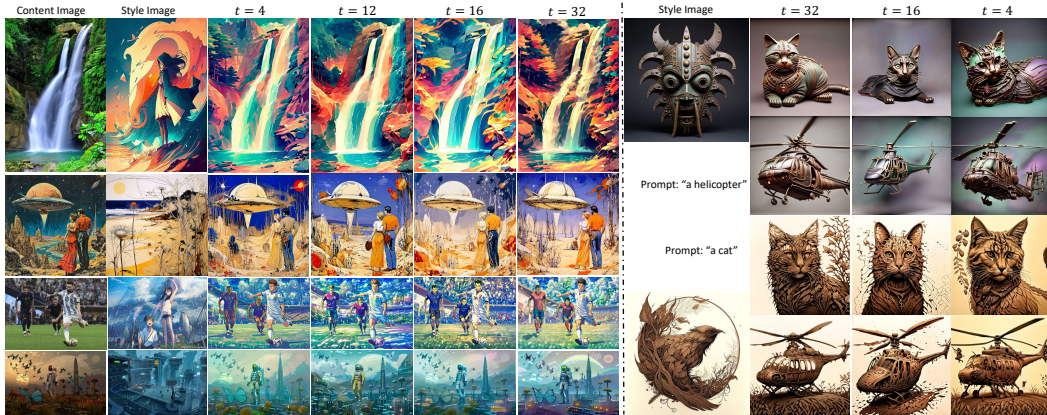 Content Image Style Image t = 4 t = 12 t = 16 t = 32 Style Image t = 32 t = 16 t = 4
Prompt: “a helicopter”
Prompt: “a cat”